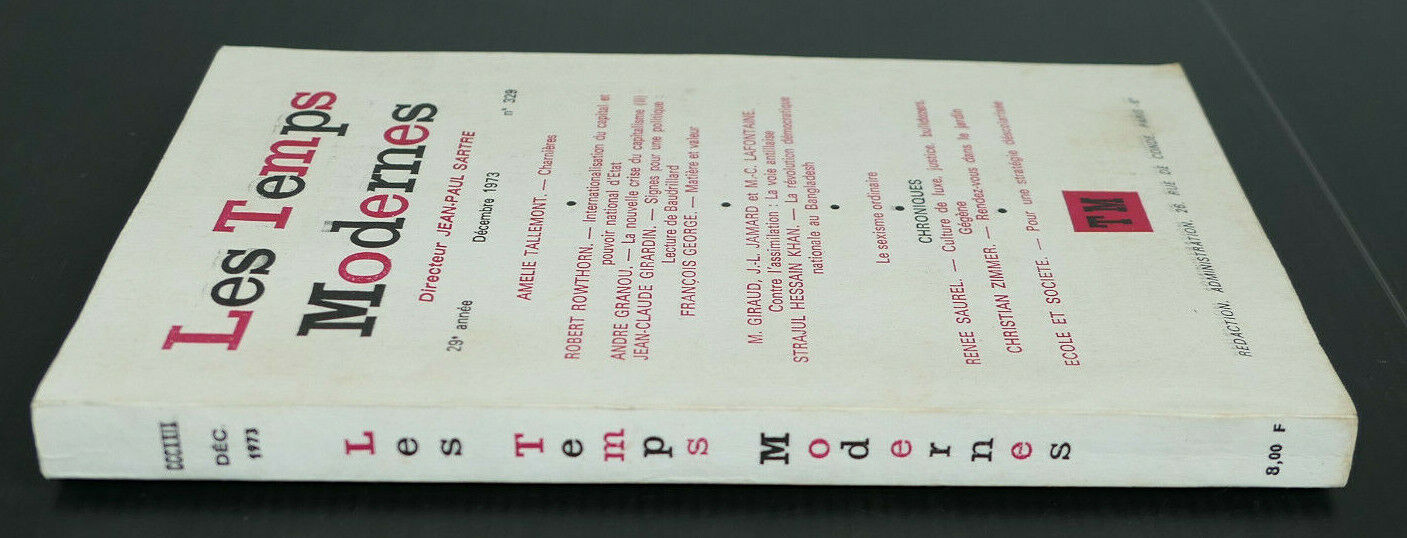 Les Temps
Modernes
Directeur JEAN-PAUL SARTRE
29e année Décembre 1973 n° 329
AMELIE TALLEMONT. — Charnières
•
ROBERT ROWTHORN. — Internationalisation du capital et
pouvoir national d'Etat
ANDRE GRANOU. — La nouvelle crise du capitalisme (II)
JEAN-CLAUDE GIRARDIN. — Signes pour une politique :
Lecture de Baudrillard
FRANÇOIS GEORGE. — Matière et valeur
•
M. GIRAUD, J.-L. JAMARD et M.-C. LAFONTAINE.
Contre l'assimilation : La voie antillaise
STRAJUL HESSAIN KHAN. — La révolution démocratique
nationale au Bangladesh
•
Le sexisme ordinaire
•
CHRONIQUES
RENEE SAUREL. — Culture de luxe, justice, bulldozers
Gégène
CHRISTIAN ZIMMER. — Rendez-vous dans le jardin
•
ECOLE ET SOCIETE. — Pour une stratégie décloisonnée
TM
REDACTION, ADMINISTRATION, 26, RUE DE CONDE, PARIS-6e
CCCXXIX
DÉC.
1973
Les Temps Modernes
8,00 F